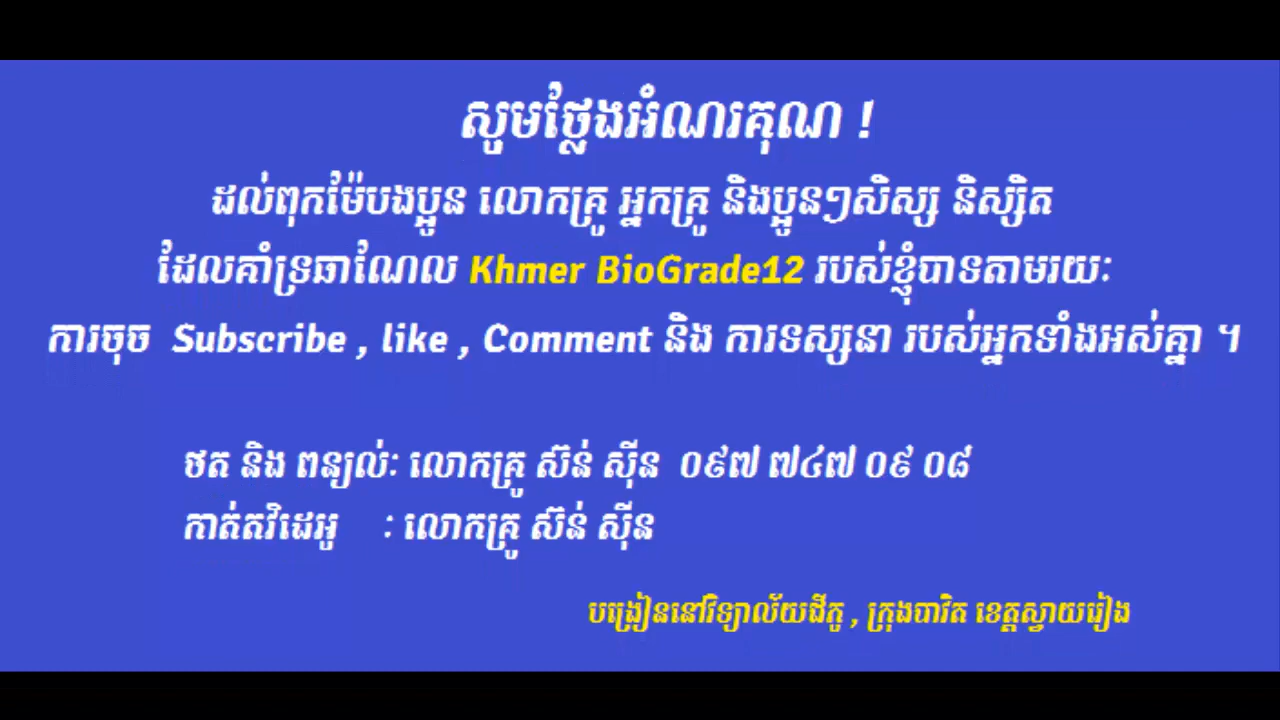 សូមថ្លែងអំណរគុណ !
ដល់ពុកម៉ែបងប្អូន លោកគ្រូ អ្នកគ្រូ និងប្អូនៗសិស្ស និស្សិត
ដែលគាំទ្រឆាណែល Khmer BioGrade12 របស់ខ្ញុំបាទតាមរយៈ
ការចុច Subscribe , like , Comment និង ការទស្សនា របស់អ្នកទាំងអស់គ្នា ។
ថត និង ពន្យល់ៈ លោកគ្រូ ស៊ន់ ស៊ីន ០៩៧ ៧៤៧ ០៩ ០៨
កាត់តវិដេអូ ៈ លោកគ្រូ ស៊ន់ ស៊ីន
បង្រៀននៅវិទ្យាល័យជីភូ , ក្រុងបាវិត ខេត្តស្វាយរៀង